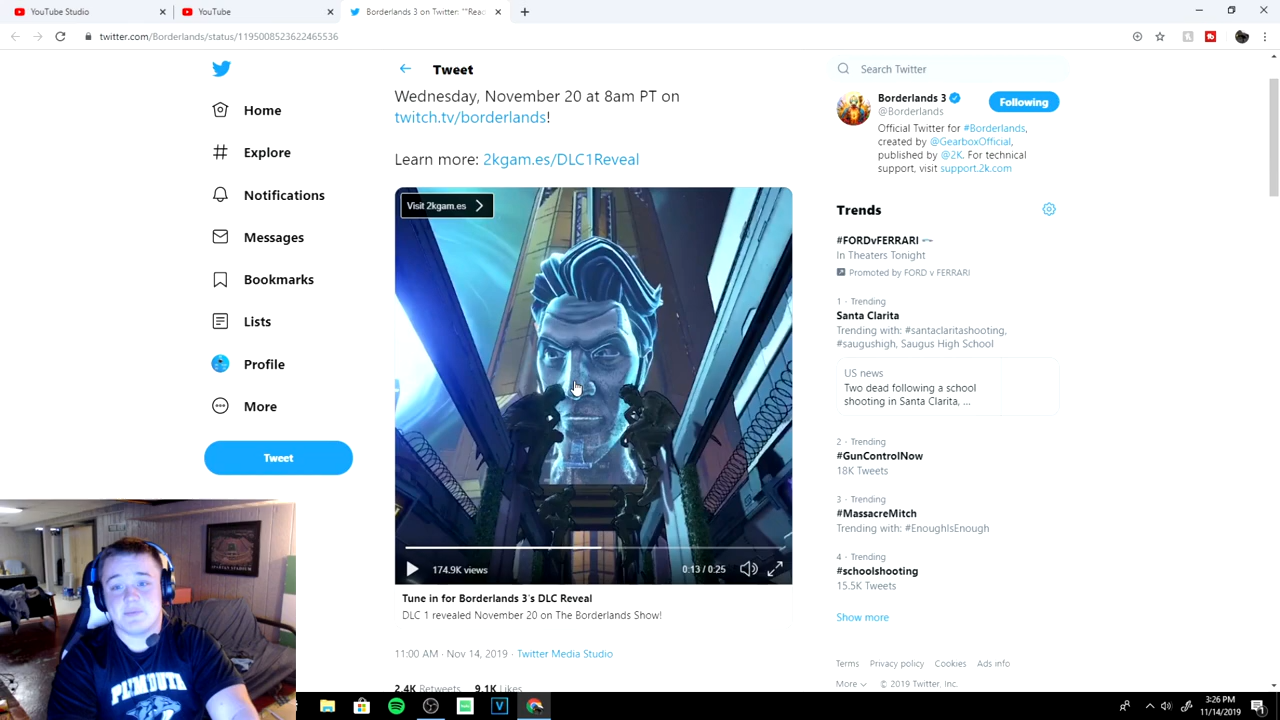 YouTube Studio
YouTube
Borderlands 3 on Twitter: "“Read
twitter.com/Borderlands/status/1195008523622465536
Home
Explore
Notifications
Messages
Bookmarks
Lists
Profile
More
Tweet
Tweet
Wednesday, November 20 at 8am PT on
twitch.tv/borderlands!
Learn more: 2kgam.es/DLC1Reveal
Visit 2kgam.es
174.9K views
0:13 / 0:25
Tune in for Borderlands 3's DLC Reveal
DLC 1 revealed November 20 on The Borderlands Show!
11:00 AM · Nov 14, 2019 · Twitter Media Studio
2.4K Retweets 9.1K Likes
Search Twitter
Borderlands 3
@Borderlands
Following
Official Twitter for #Borderlands,
created by @GearboxOfficial,
published by @2K. For technical
support, visit support.2k.com
Trends
#FORDvFERRARI
In Theaters Tonight
Promoted by FORD v FERRARI
1 · Trending
Santa Clarita
Trending with: #santaclaritashooting,
#saugushigh, Saugus High School
US news
Two dead following a school
shooting in Santa Clarita, ...
2 · Trending
#GunControlNow
18K Tweets
3 · Trending
#MassacreMitch
Trending with: #EnoughIsEnough
4 · Trending
#schoolshooting
15.5K Tweets
Show more
Terms Privacy policy Cookies Ads info
More © 2019 Twitter, Inc.
PLYMOUTH
3:26 PM
11/14/2019